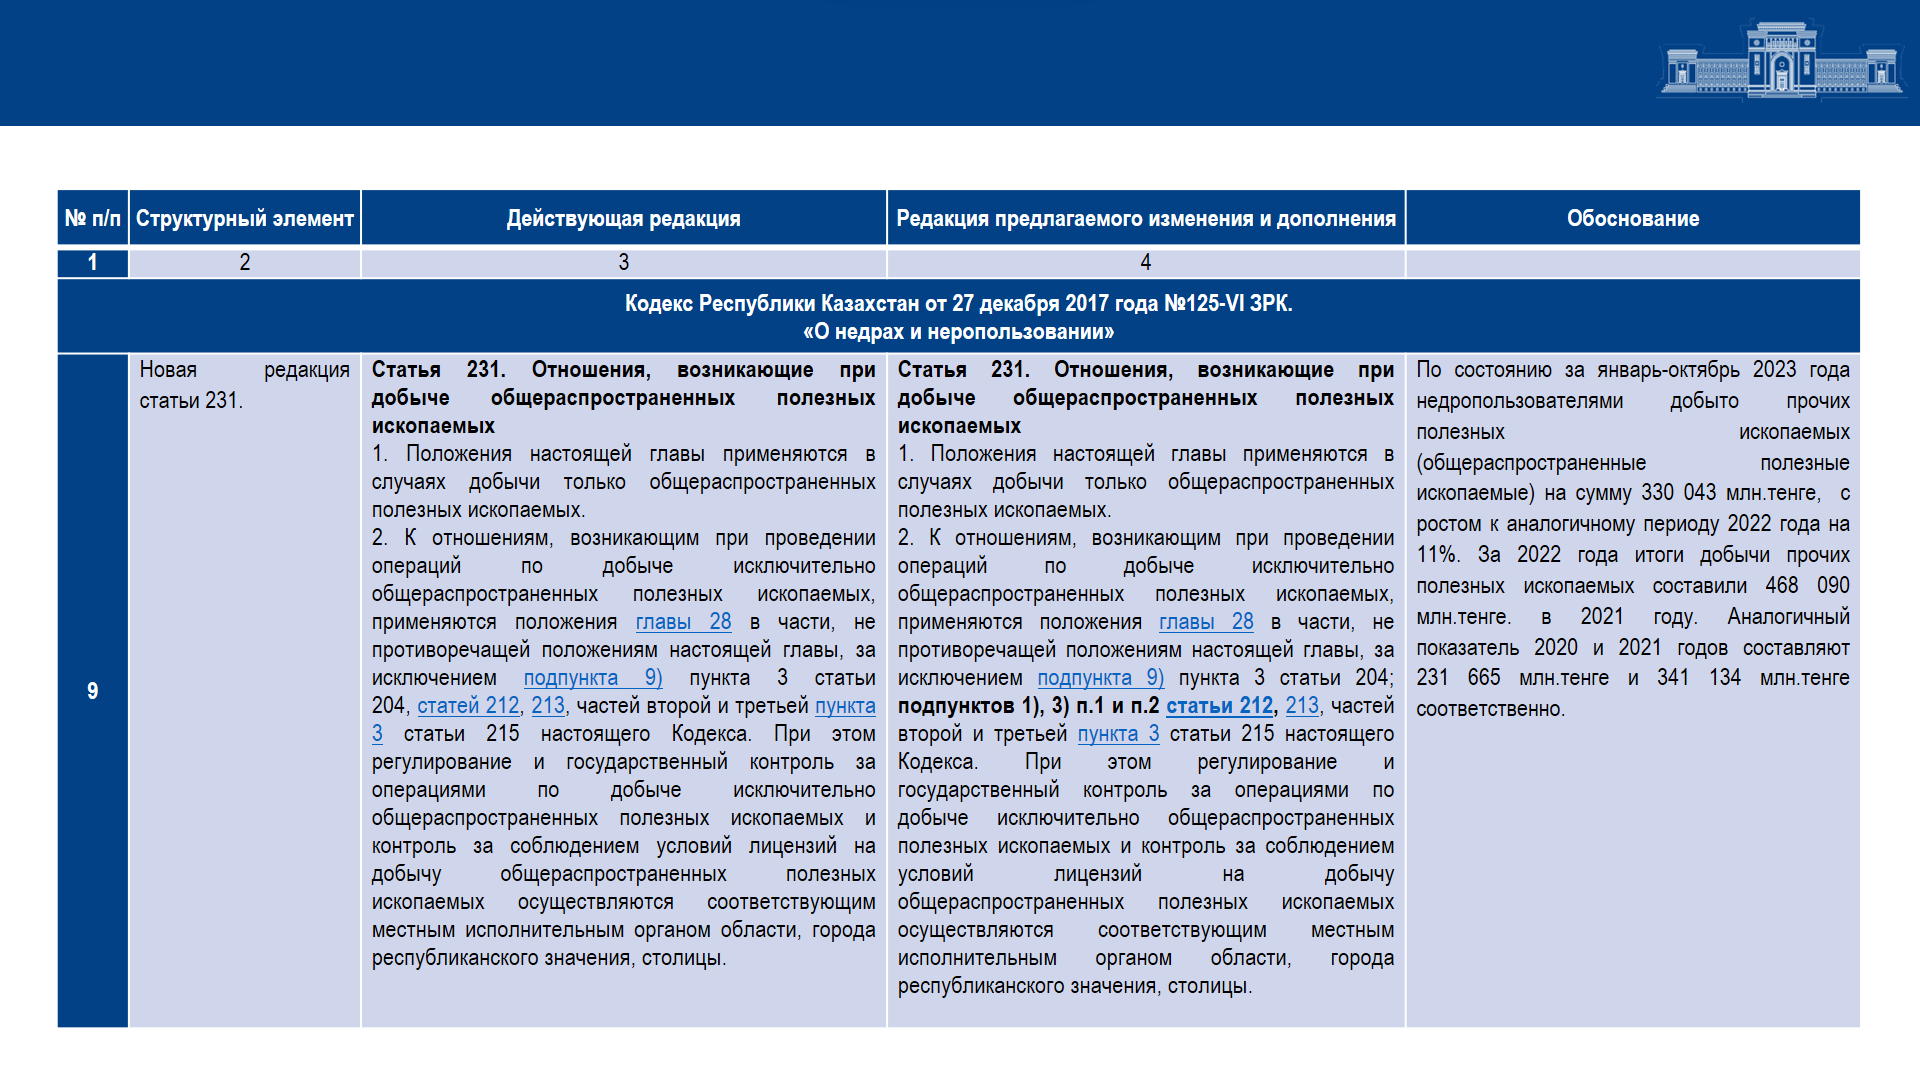 № п/п
Структурный элемент
Действующая редакция
Редакция предлагаемого изменения и дополнения
Обоснование
1
2
3
4
Кодекс Республики Казахстан от 27 декабря 2017 года №125-VI ЗРК.
«О недрах и неропользовании»
9
Новая редакция
статьи 231.
Статья 231. Отношения, возникающие при
добыче общераспространенных полезных
ископаемых
1. Положения настоящей главы применяются в
случаях добычи только общераспространенных
полезных ископаемых.
2. К отношениям, возникающим при проведении
операций по добыче исключительно
общераспространенных полезных ископаемых,
применяются положения главы 28 в части, не
противоречащей положениям настоящей главы, за
исключением подпункта 9) пункта 3 статьи
204, статей 212, 213, частей второй и третьей пункта
3 статьи 215 настоящего Кодекса. При этом
регулирование и государственный контроль за
операциями по добыче исключительно
общераспространенных полезных ископаемых и
контроль за соблюдением условий лицензий на
добычу общераспространенных полезных
ископаемых осуществляются соответствующим
местным исполнительным органом области, города
республиканского значения, столицы.
Статья 231. Отношения, возникающие при
добыче общераспространенных полезных
ископаемых
1. Положения настоящей главы применяются в
случаях добычи только общераспространенных
полезных ископаемых.
2. К отношениям, возникающим при проведении
операций по добыче исключительно
общераспространенных полезных ископаемых,
применяются положения главы 28 в части, не
противоречащей положениям настоящей главы, за
исключением подпункта 9) пункта 3 статьи 204;
подпунктов 1), 3) п.1 и п.2 статьи 212, 213, частей
второй и третьей пункта 3 статьи 215 настоящего
Кодекса. При этом регулирование и
государственный контроль за операциями по
добыче исключительно общераспространенных
полезных ископаемых и контроль за соблюдением
условий лицензий на добычу
общераспространенных полезных ископаемых
осуществляются соответствующим местным
исполнительным органом области, города
республиканского значения, столицы.
По состоянию за январь-октябрь 2023 года
недропользователями добыто прочих
полезных ископаемых
(общераспространенные полезные
ископаемые) на сумму 330 043 млн.тенге, с
ростом к аналогичному периоду 2022 года на
11%. За 2022 года итоги добычи прочих
полезных ископаемых составили 468 090
млн.тенге. в 2021 году. Аналогичный
показатель 2020 и 2021 годов составляют
231 665 млн.тенге и 341 134 млн.тенге
соответственно.